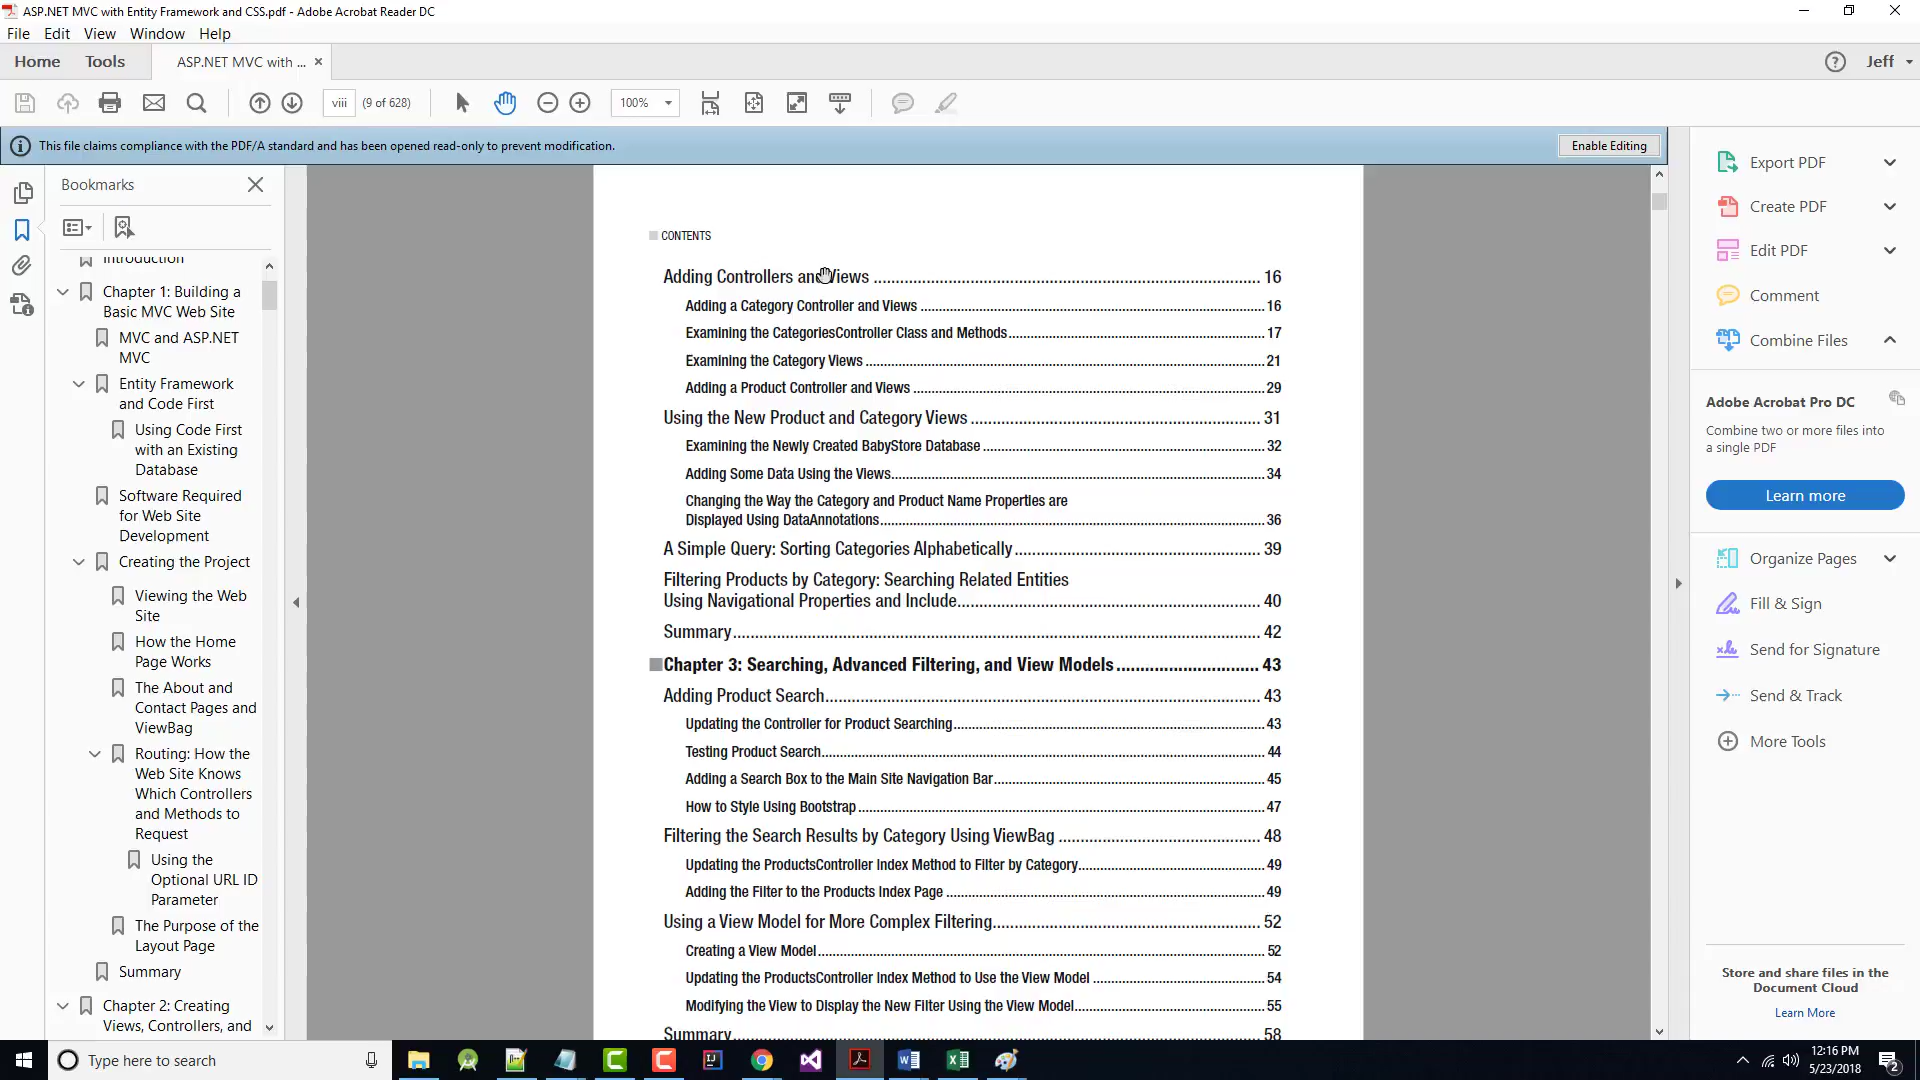 ASP.NET MVC with Entity Framework and CSS.pdf - Adobe Acrobat Reader DC
File Edit View Window Help
Home Tools ASP.NET MVC with ... × Jeff
viii (9 of 628) 100%
This file claims compliance with the PDF/A standard and has been opened read-only to prevent modification. Enable Editing
Bookmarks
Introduction
Chapter 1: Building a
Basic MVC Web Site
MVC and ASP.NET
MVC
Entity Framework
and Code First
Using Code First
with an Existing
Database
Software Required
for Web Site
Development
Creating the Project
Viewing the Web
Site
How the Home
Page Works
The About and
Contact Pages and
ViewBag
Routing: How the
Web Site Knows
Which Controllers
and Methods to
Request
Using the
Optional URL ID
Parameter
The Purpose of the
Layout Page
Summary
Chapter 2: Creating
Views, Controllers, and
CONTENTS
Adding Controllers and Views ........ 16
Adding a Category Controller and Views ........ 16
Examining the CategoriesController Class and Methods ........ 17
Examining the Category Views ........ 21
Adding a Product Controller and Views ........ 29
Using the New Product and Category Views ........ 31
Examining the Newly Created BabyStore Database ........ 32
Adding Some Data Using the Views ........ 34
Changing the Way the Category and Product Name Properties are
Displayed Using DataAnnotations ........ 36
A Simple Query: Sorting Categories Alphabetically ........ 39
Filtering Products by Category: Searching Related Entities
Using Navigational Properties and Include ........ 40
Summary ........ 42
Chapter 3: Searching, Advanced Filtering, and View Models ........ 43
Adding Product Search ........ 43
Updating the Controller for Product Searching ........ 43
Testing Product Search ........ 44
Adding a Search Box to the Main Site Navigation Bar ........ 45
How to Style Using Bootstrap ........ 47
Filtering the Search Results by Category Using ViewBag ........ 48
Updating the ProductsController Index Method to Filter by Category ........ 49
Adding the Filter to the Products Index Page ........ 49
Using a View Model for More Complex Filtering ........ 52
Creating a View Model ........ 52
Updating the ProductsController Index Method to Use the View Model ........ 54
Modifying the View to Display the New Filter Using the View Model ........ 55
Summary ........ 58
Export PDF
Create PDF
Edit PDF
Comment
Combine Files
Adobe Acrobat Pro DC
Combine two or more files into
a single PDF
Learn more
Organize Pages
Fill & Sign
Send for Signature
Send & Track
More Tools
Store and share files in the
Document Cloud
Learn More
Type here to search
12:16 PM
5/23/2018
2